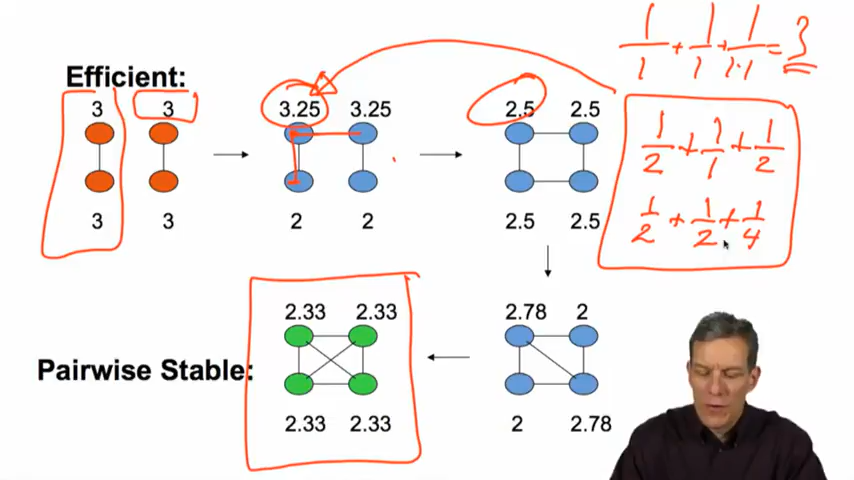 1/1 + 1/1 + 1/1·1 = 3
Efficient:
3 3 3.25 3.25 2.5 2.5
1/2 + 1/1 + 1/2
3 3 2 2 2.5 2.5
1/2 + 1/2 + 1/4
2.33 2.33 2.78 2
Pairwise Stable:
2.33 2.33 2 2.78